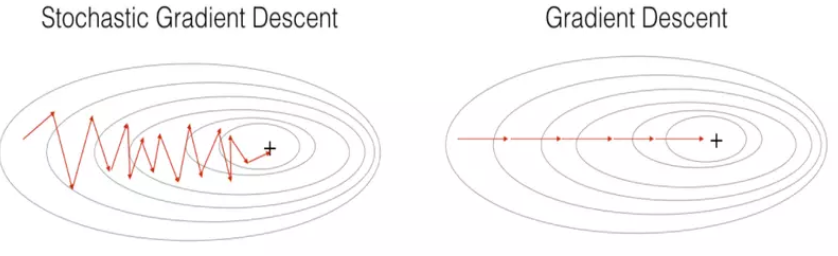 Stochastic Gradient Descent
Gradient Descent
+
+